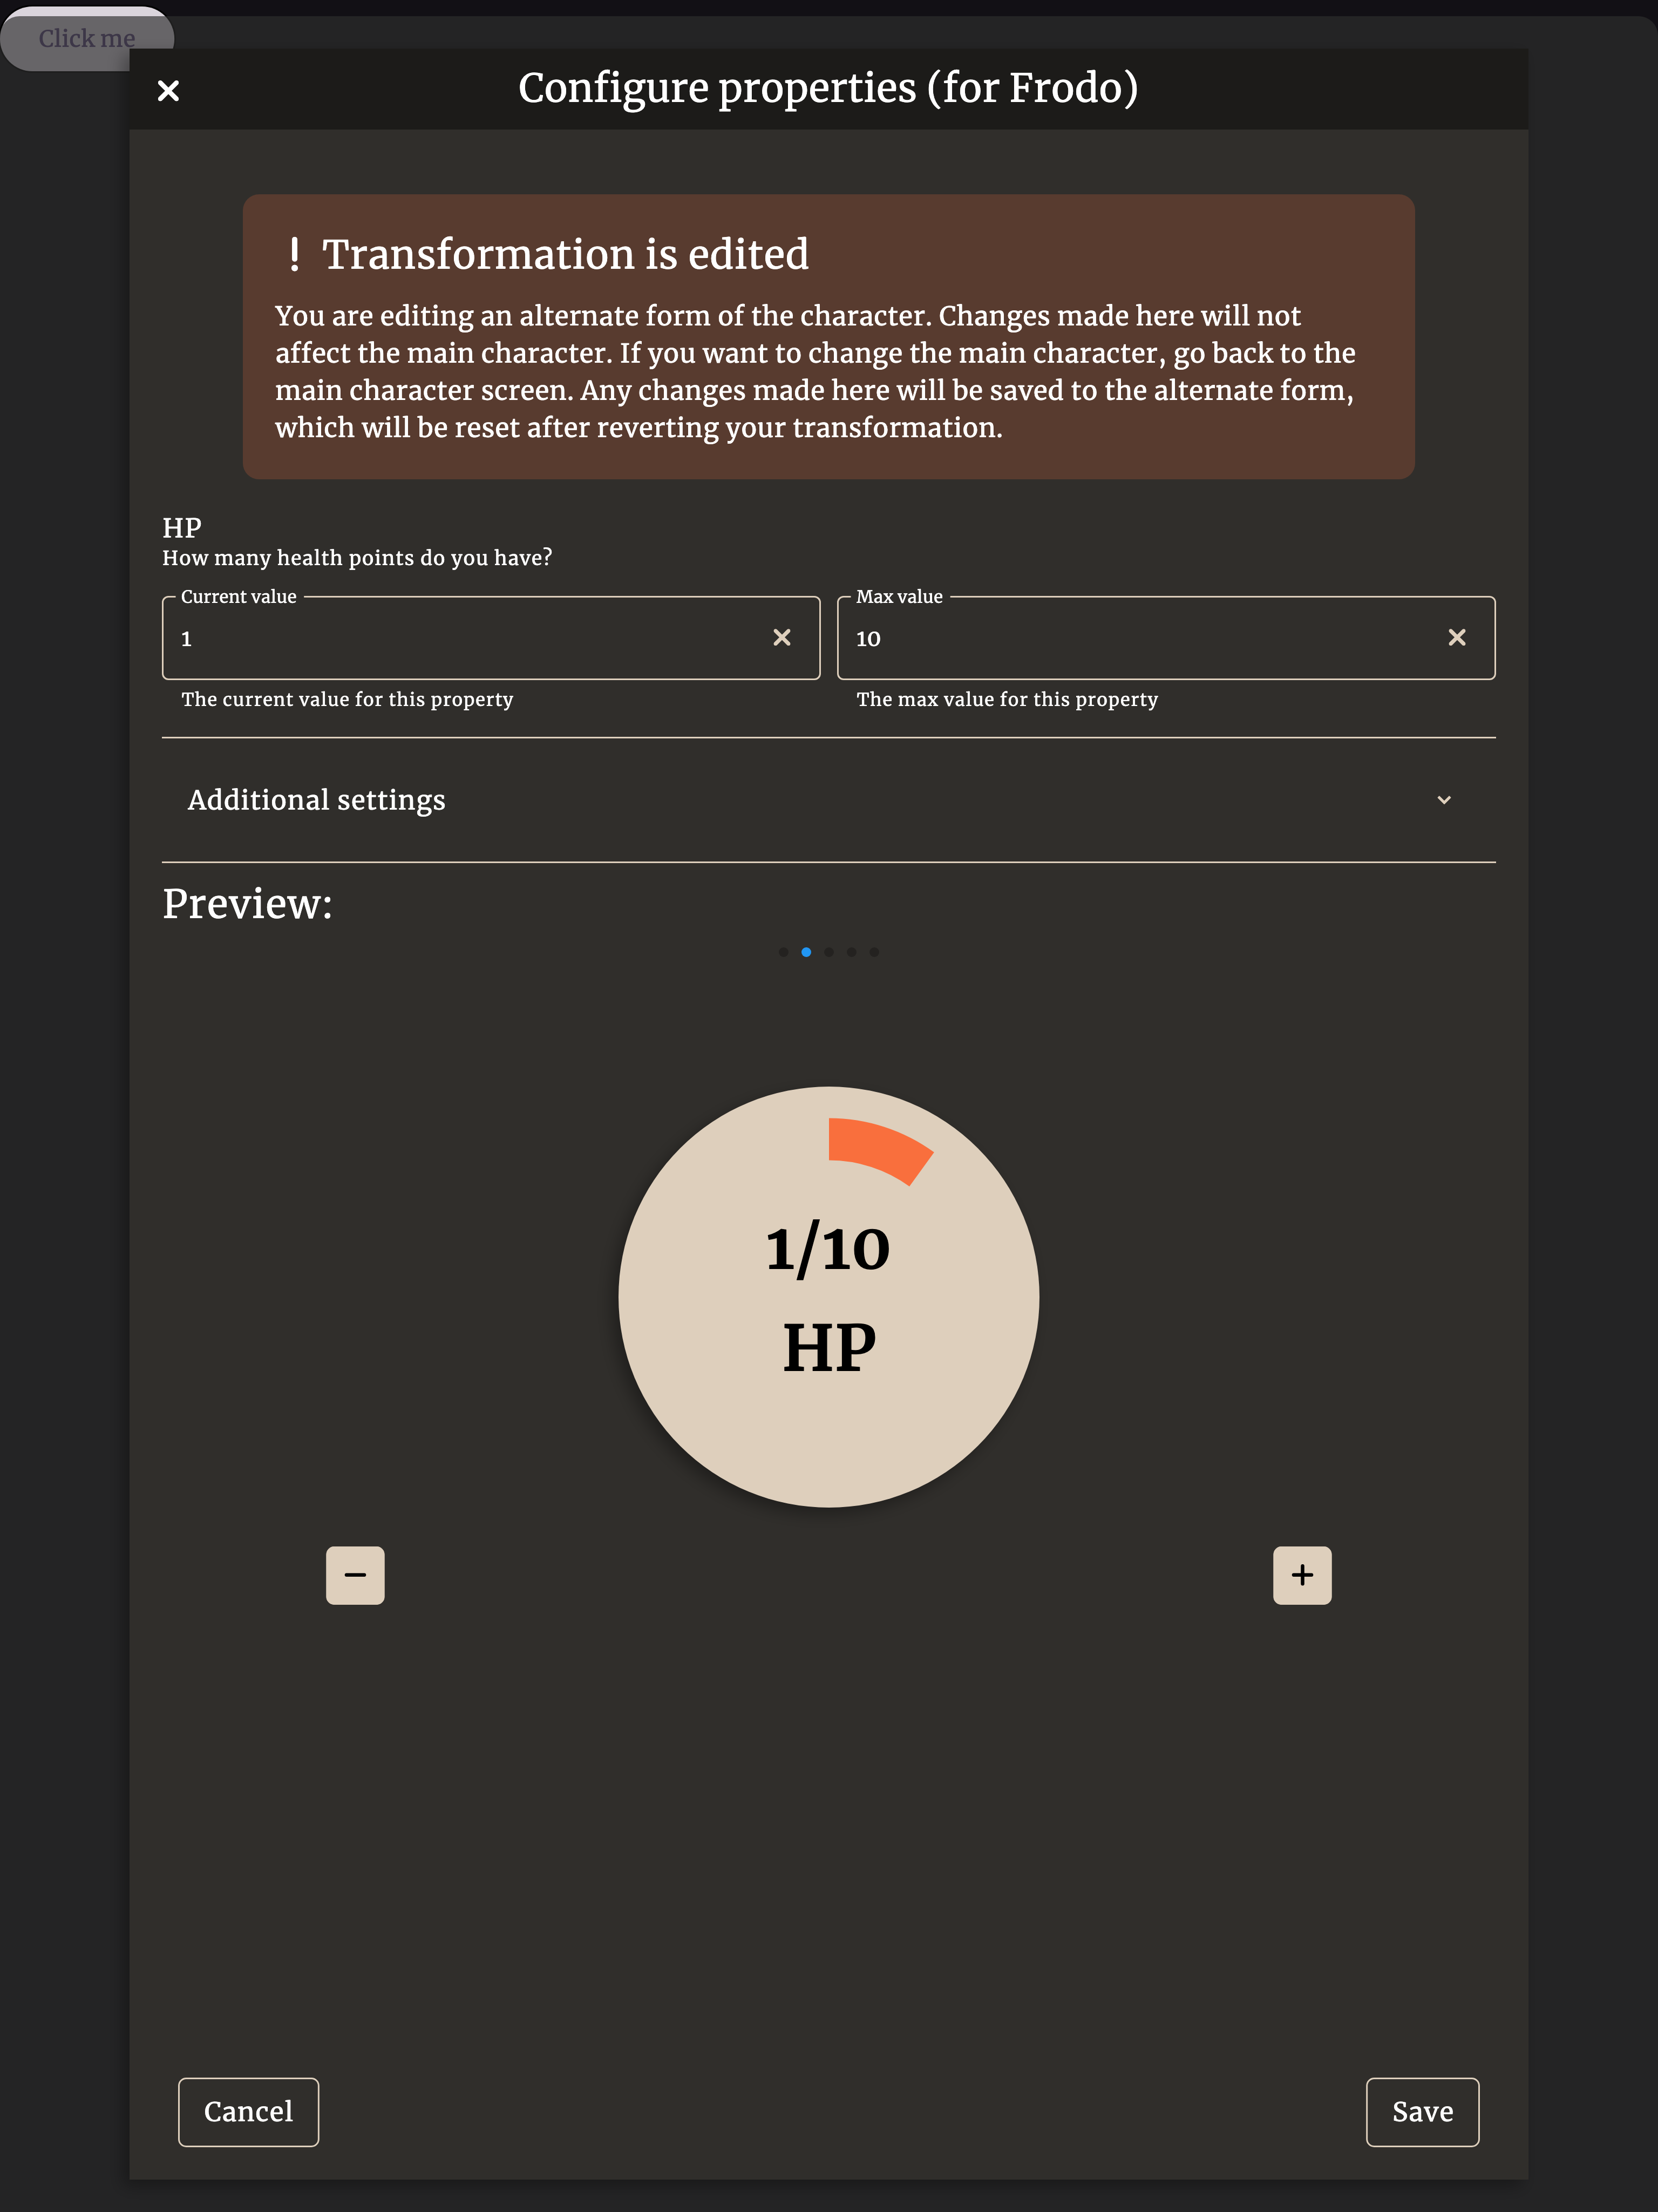 Click me
Configure properties (for Frodo)
! Transformation is edited
You are editing an alternate form of the character. Changes made here will not
affect the main character. If you want to change the main character, go back to the
main character screen. Any changes made here will be saved to the alternate form,
which will be reset after reverting your transformation.
HP
How many health points do you have?
Current value
1
The current value for this property
Max value
10
The max value for this property
Additional settings
Preview:
1/10
HP
Cancel
Save